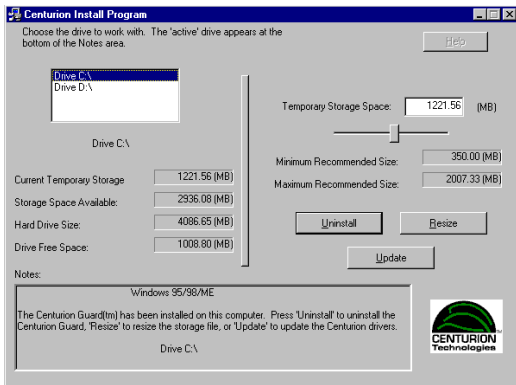 Centurion Install Program
Choose the drive to work with. The 'active' drive appears at the
bottom of the Notes area.
Help
Drive C:\
Drive D:\
Drive C:\
Temporary Storage Space: 1221.56 (MB)
Minimum Recommended Size: 350.00 (MB)
Maximum Recommended Size: 2007.33 (MB)
Current Temporary Storage 1221.56 (MB)
Storage Space Available: 2936.08 (MB)
Hard Drive Size: 4086.65 (MB)
Drive Free Space: 1008.80 (MB)
Uninstall
Resize
Update
Notes:
Windows 95/98/ME
The Centurion Guard(tm) has been installed on this computer. Press 'Uninstall' to uninstall the
Centurion Guard, 'Resize' to resize the storage file, or 'Update' to update the Centurion drivers.
Drive C:\
CENTURION
Technologies